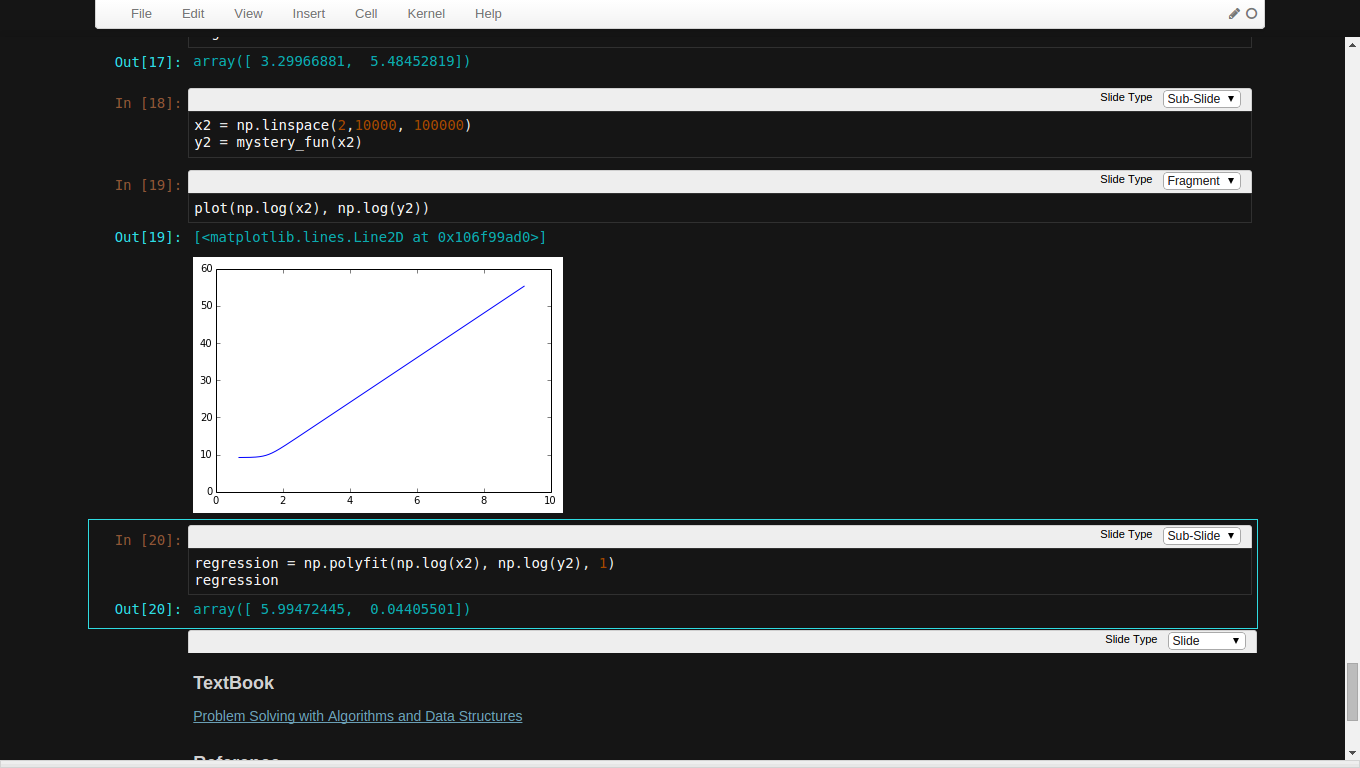 File Edit View Insert Cell Kernel Help
Out[17]: array([ 3.29966881,  5.48452819])
Slide Type Sub-Slide
In [18]:
x2 = np.linspace(2,10000, 100000)
y2 = mystery_fun(x2)
Slide Type Fragment
In [19]:
plot(np.log(x2), np.log(y2))
Out[19]: [<matplotlib.lines.Line2D at 0x106f99ad0>]
60
50
40
30
20
10
0
0 2 4 6 8 10
Slide Type Sub-Slide
In [20]:
regression = np.polyfit(np.log(x2), np.log(y2), 1)
regression
Out[20]: array([ 5.99472445,  0.04405501])
Slide Type Slide
TextBook
Problem Solving with Algorithms and Data Structures